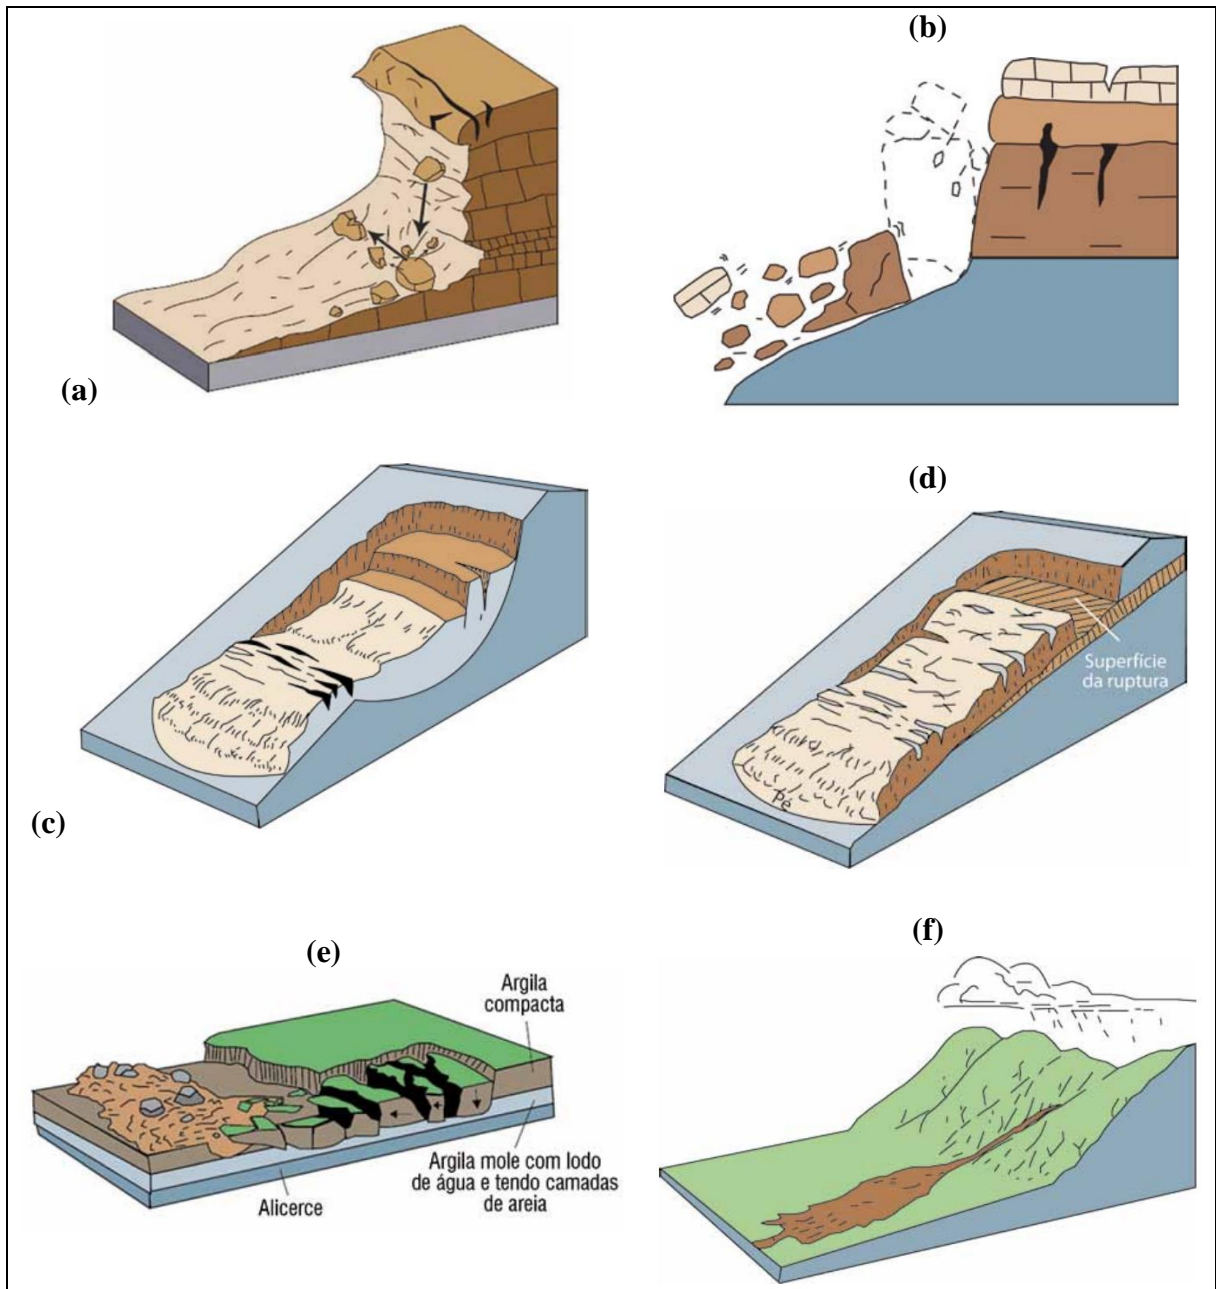 (a)
(b)
(c)
(d)
Superfície
da ruptura
Pé
(e)
Argila
compacta
Argila mole com lodo
de água e tendo camadas
de areia
Alicerce
(f)